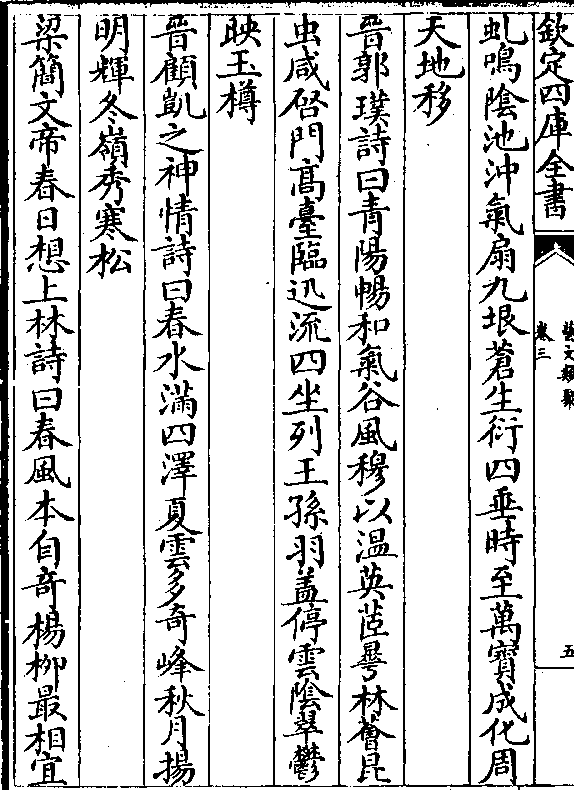 欽定四庫全書
藝文類聚
卷三
五
虬鳴陰池沖氣扇九垠蒼生衍四垂時至萬寳成化周
天地移
晉郭璞詩曰青陽暢和氣谷風穆以温英茝曅林薈昆
虫咸啓門高臺臨迅流四坐列王孫羽盖停雲陰翠鬱
映玉樽
晉顧凱之神情詩曰春水滿四澤夏雲多奇峰秋月揚
明輝冬嶺秀寒松
梁簡文帝春日想上林詩曰春風本自奇楊柳最相宜